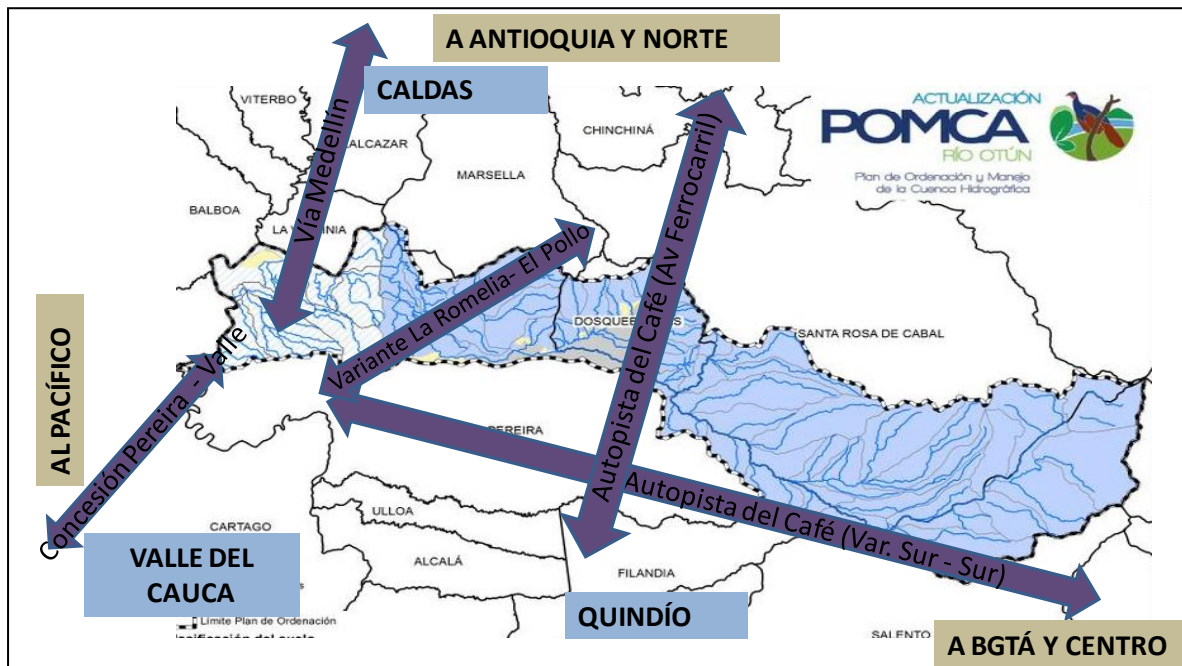 A ANTIOQUIA Y NORTE
CALDAS
VITERBO
CHINCHINÁ
ACTUALIZACIÓN
POMCA
RÍO OTÚN
Plan de Ordenación y Manejo
de la Cuenca Hidrográfica
ALCAZAR
MARSELLA
BALBOA
Vía Medellín
Variante La Romelia- El Pollo
Autopista del Café (Av Ferrocarril)
SANTA ROSA DE CABAL
AL PACÍFICO
Concesión Pereira - Valle
Autopista del Café (Var. Sur - Sur)
CARTAGO
ULLOA
ALCALÁ
FILANDIA
VALLE DEL
CAUCA
QUINDÍO
Límite Plan de Ordenación
SALENTO
A BGTÁ Y CENTRO